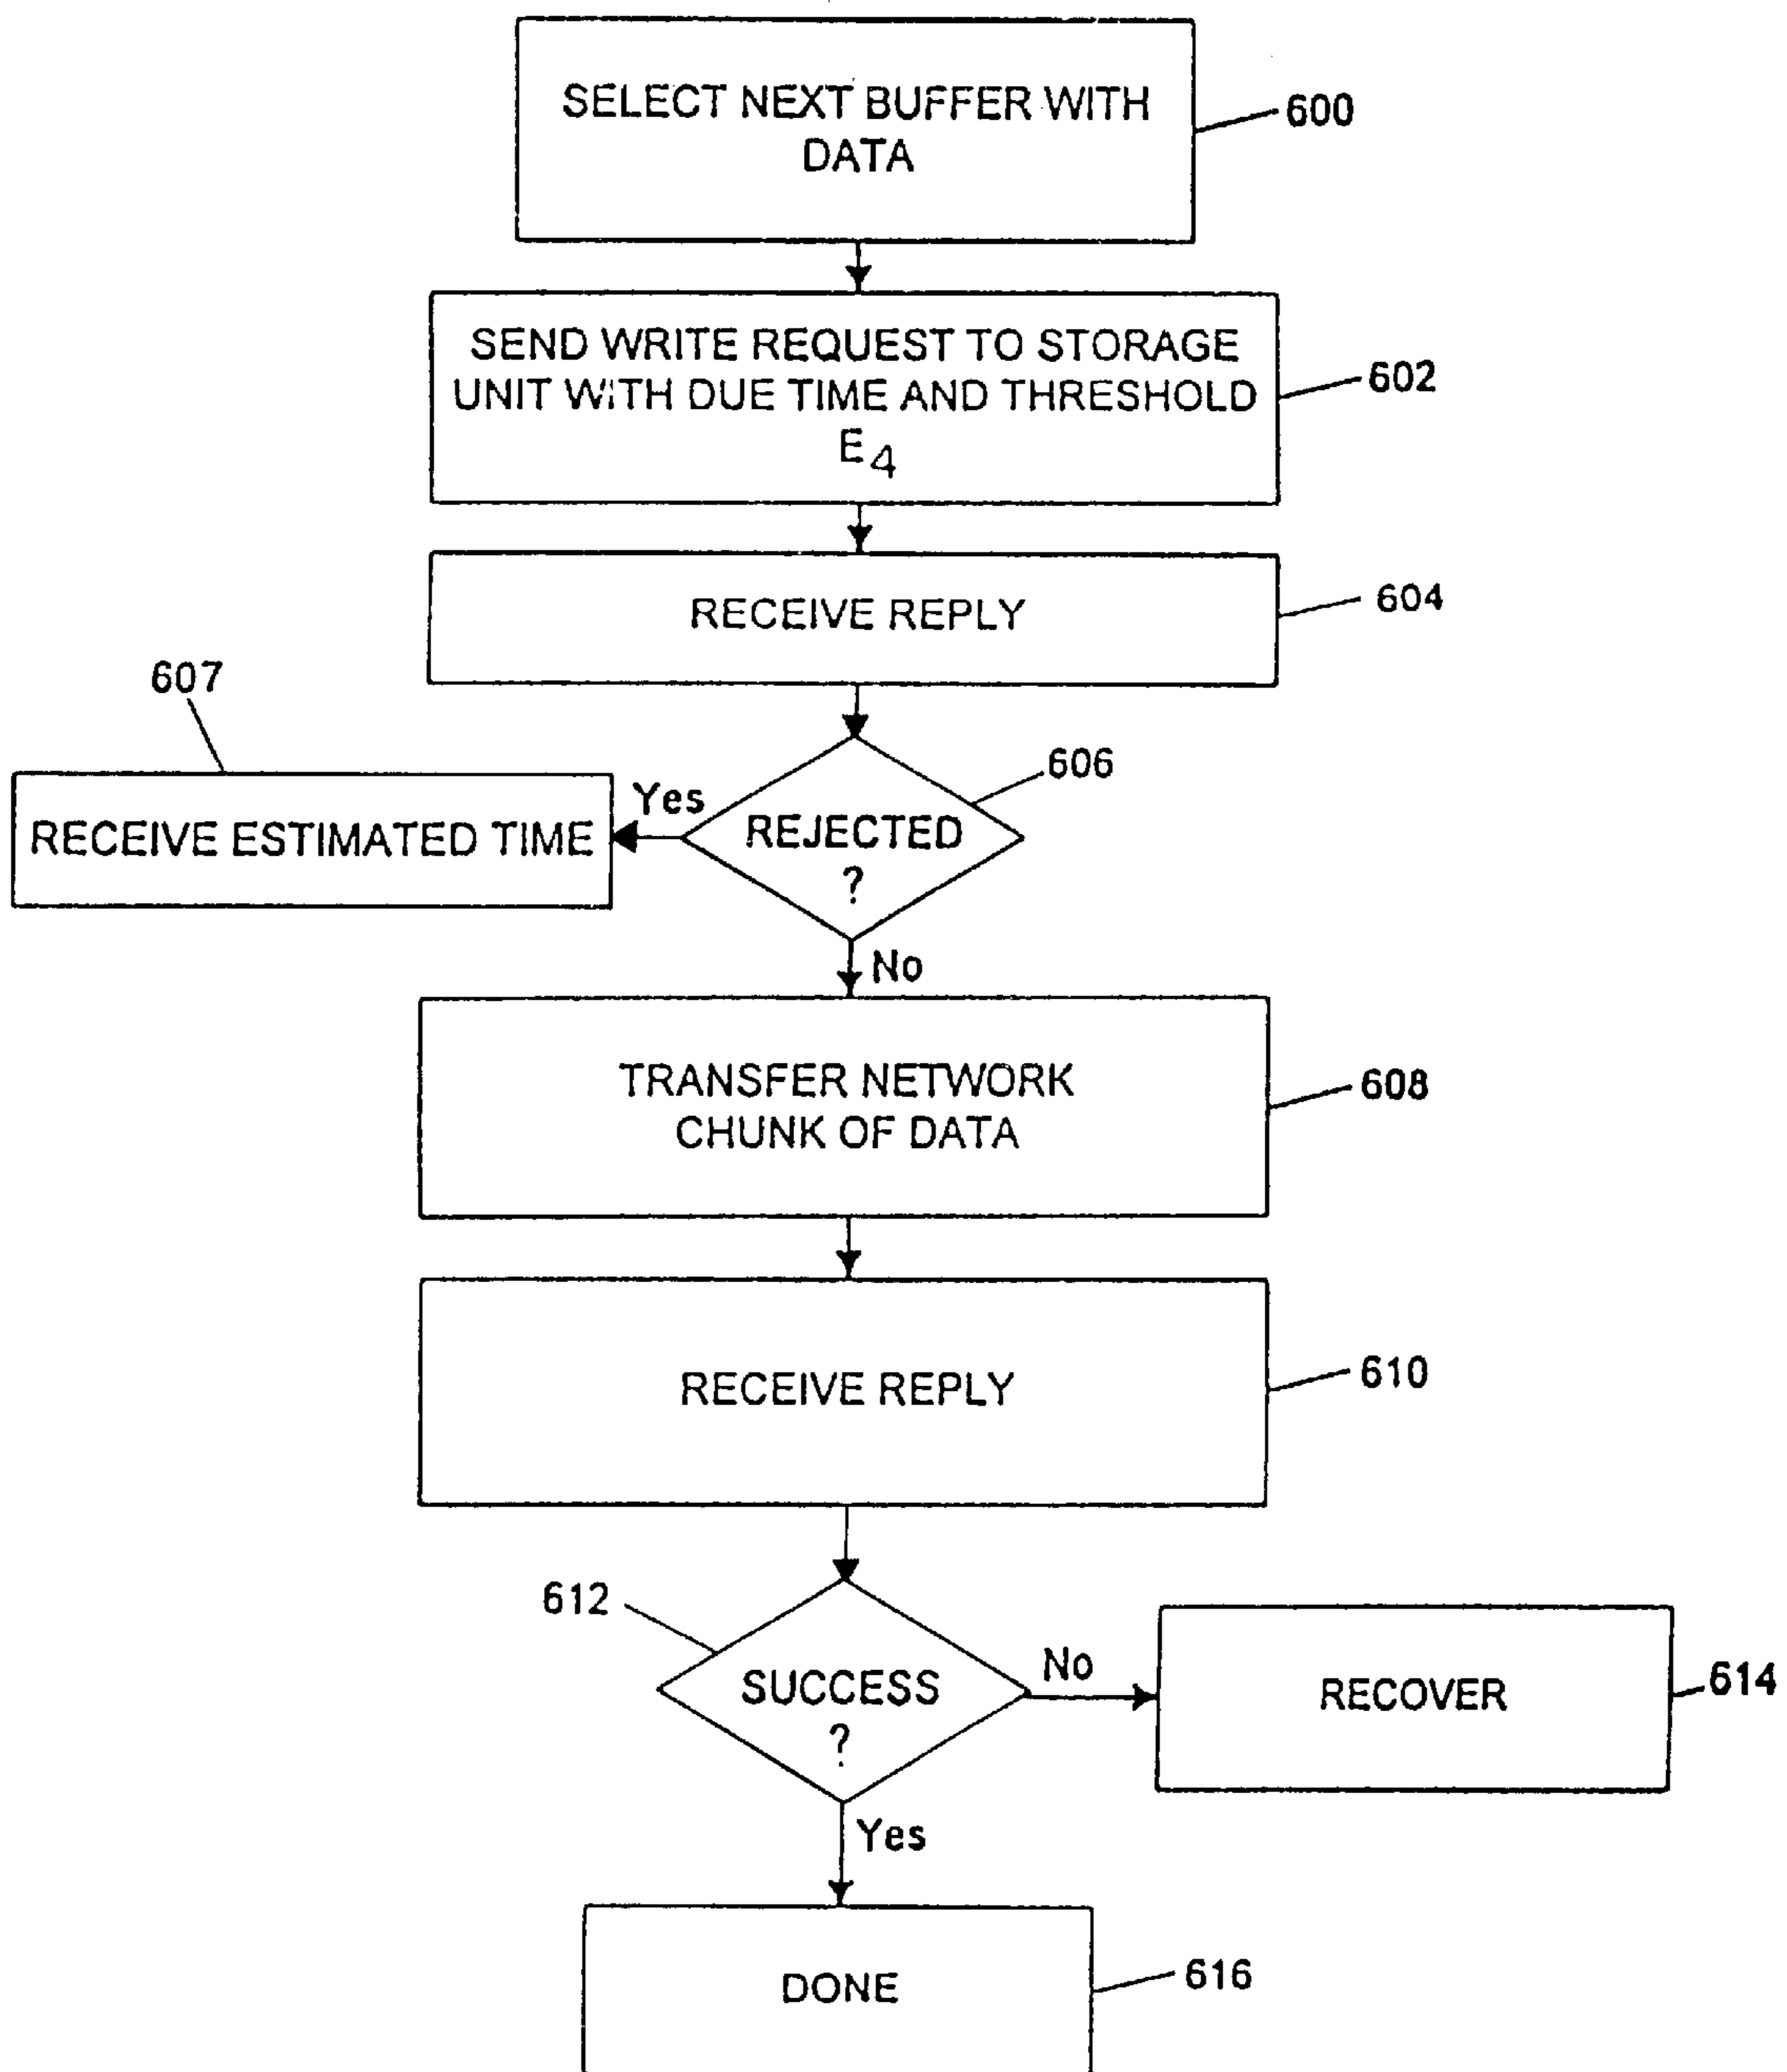 SELECT NEXT BUFFER WITH
DATA
600
SEND WRITE REQUEST TO STORAGE
UNIT WITH DUE TIME AND THRESHOLD
E4
602
RECEIVE REPLY
604
607
606
RECEIVE ESTIMATED TIME
Yes
REJECTED
?
No
TRANSFER NETWORK
CHUNK OF DATA
608
RECEIVE REPLY
610
612
SUCCESS
?
No
RECOVER
614
Yes
DONE
616